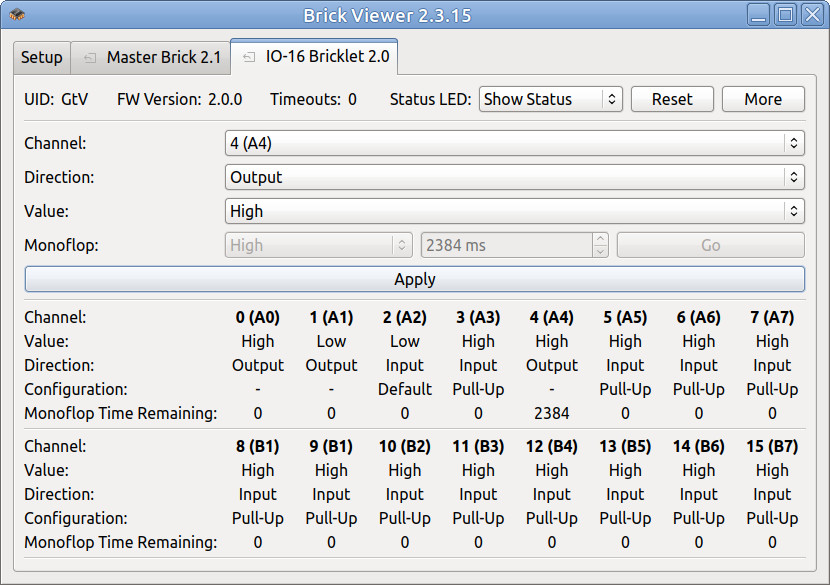 Brick Viewer 2.3.15
Setup Master Brick 2.1 IO-16 Bricklet 2.0
UID: GtV FW Version: 2.0.0 Timeouts: 0 Status LED: Show Status Reset More
Channel: 4 (A4)
Direction: Output
Value: High
Monoflop: High 2384 ms Go
Apply
Channel: 0 (A0) 1 (A1) 2 (A2) 3 (A3) 4 (A4) 5 (A5) 6 (A6) 7 (A7)
Value: High Low Low High High High High High
Direction: Output Output Input Input Output Input Input Input
Configuration: - - Default Pull-Up - Pull-Up Pull-Up Pull-Up
Monoflop Time Remaining: 0 0 0 0 2384 0 0 0
Channel: 8 (B1) 9 (B1) 10 (B2) 11 (B3) 12 (B4) 13 (B5) 14 (B6) 15 (B7)
Value: High High High High High High High High
Direction: Input Input Input Input Input Input Input Input
Configuration: Pull-Up Pull-Up Pull-Up Pull-Up Pull-Up Pull-Up Pull-Up Pull-Up
Monoflop Time Remaining: 0 0 0 0 0 0 0 0